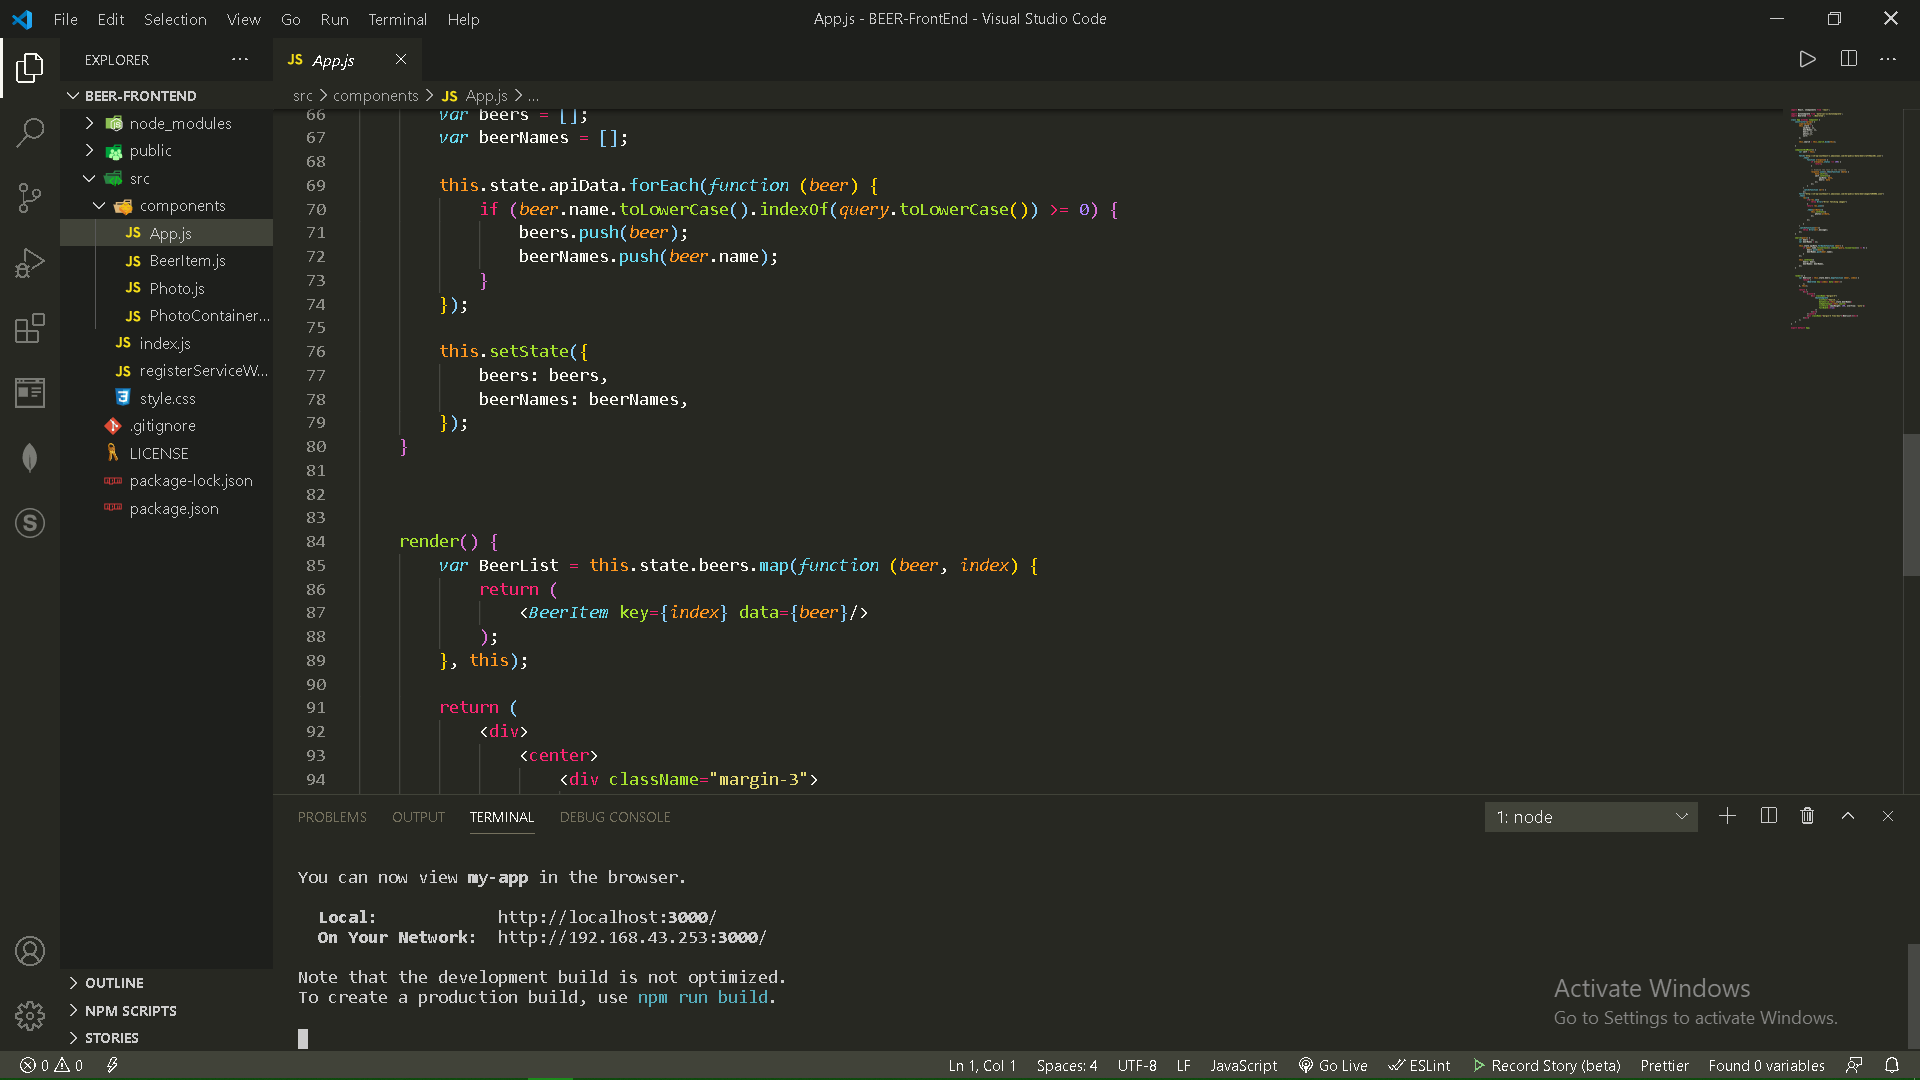 File Edit Selection View Go Run Terminal Help
App.js - BEER-FrontEnd - Visual Studio Code
EXPLORER
JS App.js
BEER-FRONTEND
node_modules
public
src
components
JS App.js
JS BeerItem.js
JS Photo.js
JS PhotoContainer...
JS index.js
JS registerServiceW...
style.css
.gitignore
LICENSE
package-lock.json
package.json
OUTLINE
NPM SCRIPTS
STORIES
src > components > JS App.js > ...
66 var beers = [];
67 var beerNames = [];
68
69 this.state.apiData.forEach(function (beer) {
70 if (beer.name.toLowerCase().indexOf(query.toLowerCase()) >= 0) {
71 beers.push(beer);
72 beerNames.push(beer.name);
73 }
74 });
75
76 this.setState({
77 beers: beers,
78 beerNames: beerNames,
79 });
80 }
81
82
83
84 render() {
85 var BeerList = this.state.beers.map(function (beer, index) {
86 return (
87 <BeerItem key={index} data={beer}/>
88 );
89 }, this);
90
91 return (
92 <div>
93 <center>
94 <div className="margin-3">
PROBLEMS OUTPUT TERMINAL DEBUG CONSOLE
1: node
You can now view my-app in the browser.
Local: http://localhost:3000/
On Your Network: http://192.168.43.253:3000/
Note that the development build is not optimized.
To create a production build, use npm run build.
Activate Windows
Go to Settings to activate Windows.
0 0
Ln 1, Col 1 Spaces: 4 UTF-8 LF JavaScript Go Live ESLint Record Story (beta) Prettier Found 0 variables